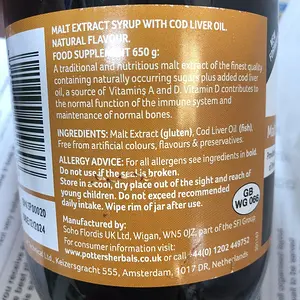 MALT EXTRACT SYRUP WITH COD LIVER OIL.
NATURAL FLAVOUR.
FOOD SUPPLEMENT 650 g:
A traditional and nutritious malt extract of the finest quality
containing naturally occurring sugars plus added cod liver
oil, a source of Vitamins A and D. Vitamin D contributes to
the normal function of the immune system and
maintenance of normal bones.
INGREDIENTS: Malt Extract (gluten), Cod Liver Oil (fish).
Free from artificial colours, flavours & preservatives.
ALLERGY ADVICE: For all allergens see ingredients in bold.
Do not use if the seal is broken.
Store in a cool, dry place out of the sight and reach of
young children. Do not exceed recommended
daily intake. Wipe rim of jar after use.
GB
WG 066
Manufactured by:
Soho Flordis UK Ltd, Wigan, WN5 0JZ (part of the SFI Group)
For consumer information visit:
www.pottersherbals.co.uk or call +44(0) 1202 449752
Keizersgracht 555, Amsterdam, 1017 DR, Netherlands
2F00020
/2024
Ma